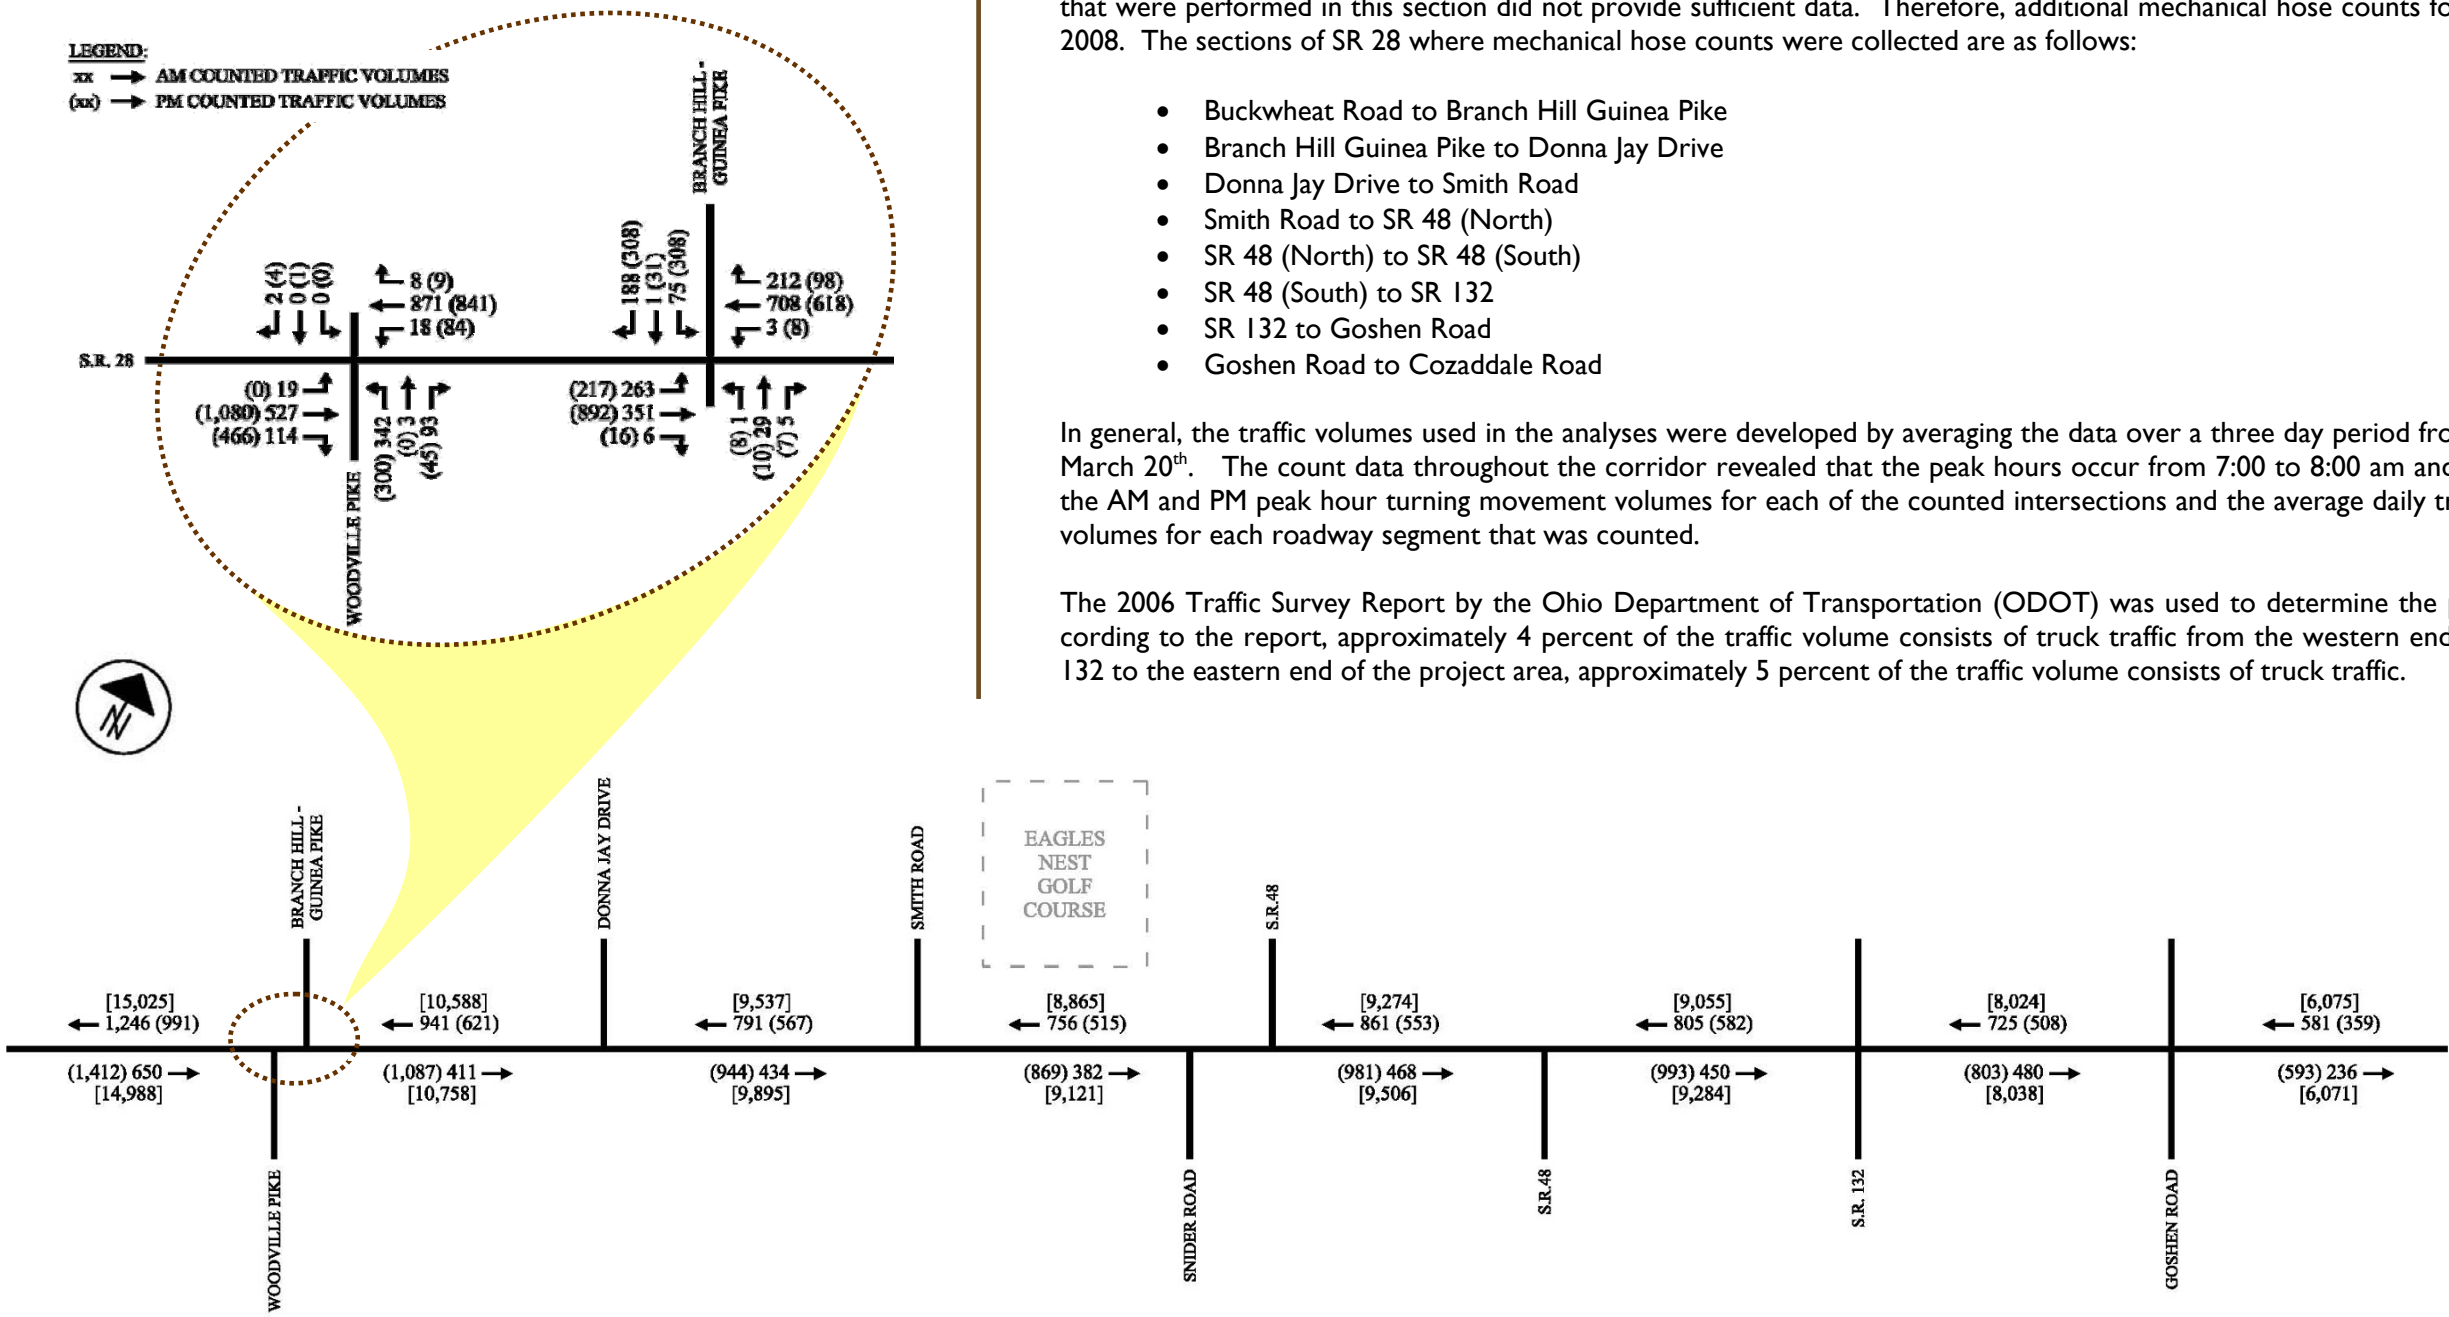 LEGEND:
xx → AM COUNTED TRAFFIC VOLUMES
(xx) → PM COUNTED TRAFFIC VOLUMES
BRANCH HILL -
GUINEA PIKE
2 (4)
0 (1)
0 (0)
8 (9)
871 (841)
18 (84)
188 (308)
1 (31)
75 (308)
212 (98)
708 (618)
3 (8)
S.R. 28
(0) 19
(1,080) 527
(466) 114
(300) 342
(0) 3
(45) 93
(217) 263
(892) 351
(16) 6
(8) 1
(10) 29
(7) 5
WOODVILLE PIKE
N
that were performed in this section did not provide sufficient data. Therefore, additional mechanical hose counts fo
2008. The sections of SR 28 where mechanical hose counts were collected are as follows:
• Buckwheat Road to Branch Hill Guinea Pike
• Branch Hill Guinea Pike to Donna Jay Drive
• Donna Jay Drive to Smith Road
• Smith Road to SR 48 (North)
• SR 48 (North) to SR 48 (South)
• SR 48 (South) to SR 132
• SR 132 to Goshen Road
• Goshen Road to Cozaddale Road
In general, the traffic volumes used in the analyses were developed by averaging the data over a three day period fro
March 20th. The count data throughout the corridor revealed that the peak hours occur from 7:00 to 8:00 am and
the AM and PM peak hour turning movement volumes for each of the counted intersections and the average daily tr
volumes for each roadway segment that was counted.
The 2006 Traffic Survey Report by the Ohio Department of Transportation (ODOT) was used to determine the p
cording to the report, approximately 4 percent of the traffic volume consists of truck traffic from the western end
132 to the eastern end of the project area, approximately 5 percent of the traffic volume consists of truck traffic.
BRANCH HILL -
GUINEA PIKE
DONNA JAY DRIVE
SMITH ROAD
EAGLES
NEST
GOLF
COURSE
S.R.48
[15,025]
← 1,246 (991)
[10,588]
← 941 (621)
[9,537]
← 791 (567)
[8,865]
← 756 (515)
[9,274]
← 861 (553)
[9,055]
← 805 (582)
[8,024]
← 725 (508)
[6,075]
← 581 (359)
(1,412) 650 →
[14,988]
(1,087) 411 →
[10,758]
(944) 434 →
[9,895]
(869) 382 →
[9,121]
(981) 468 →
[9,506]
(993) 450 →
[9,284]
(803) 480 →
[8,038]
(593) 236 →
[6,071]
WOODVILLE PIKE
SNIDER ROAD
S.R.48
S.R. 132
GOSHEN ROAD